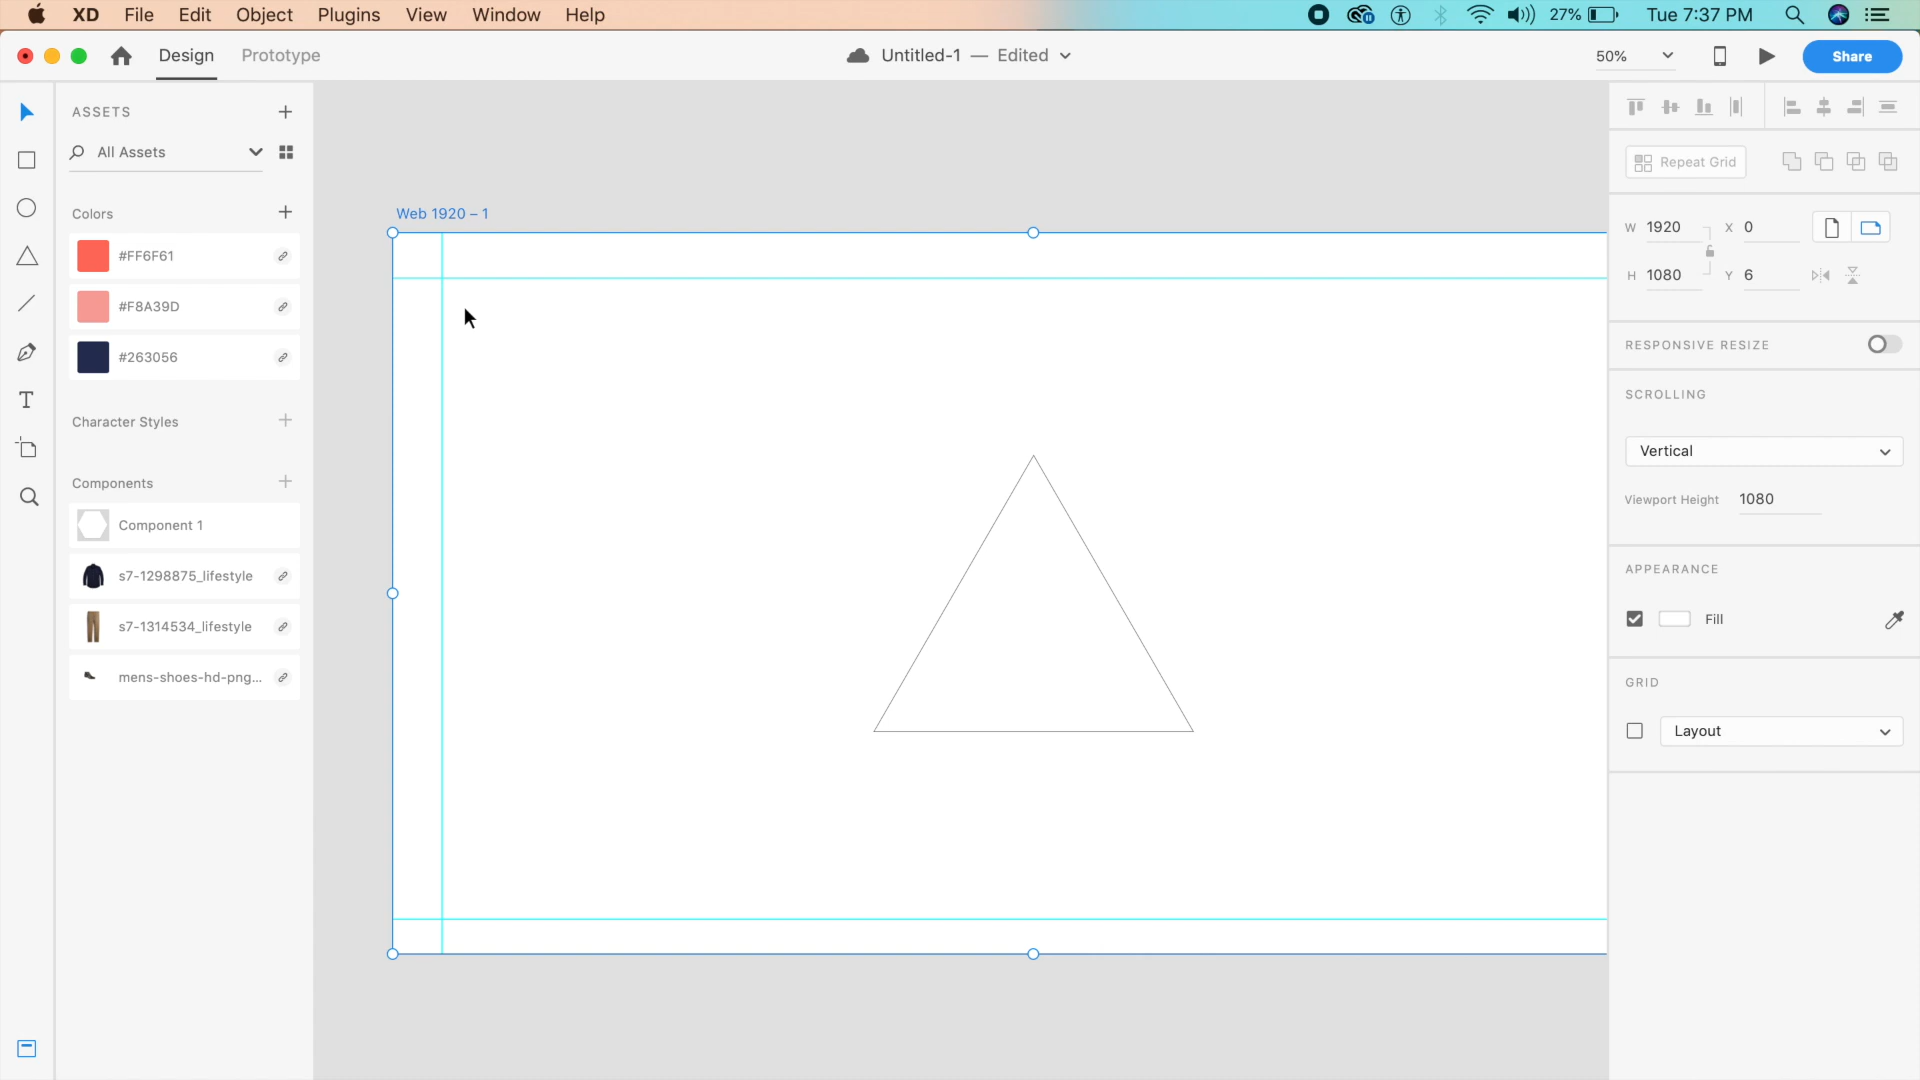 XD File Edit Object Plugins View Window Help 27% Tue 7:37 PM
Design Prototype Untitled-1 — Edited 50% Share
ASSETS
All Assets
Colors
#FF6F61
#F8A39D
#263056
Character Styles
Components
Component 1
s7-1298875_lifestyle
s7-1314534_lifestyle
mens-shoes-hd-png...
Web 1920 – 1
Repeat Grid
W 1920 X 0
H 1080 Y 6
RESPONSIVE RESIZE
SCROLLING
Vertical
Viewport Height 1080
APPEARANCE
Fill
GRID
Layout